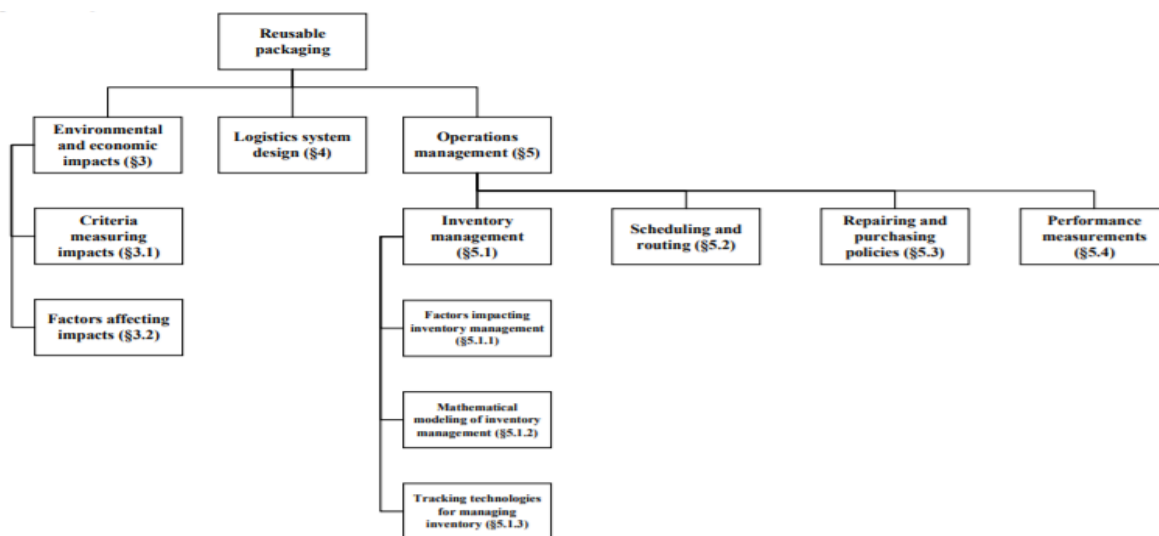 Reusable
packaging
Environmental
and economic
impacts (§3)
Logistics system
design (§4)
Operations
management (§5)
Criteria
measuring
impacts (§3.1)
Inventory
management
(§5.1)
Scheduling and
routing (§5.2)
Repairing and
purchasing
policies (§5.3)
Performance
measurements
(§5.4)
Factors affecting
impacts (§3.2)
Factors impacting
inventory management
(§5.1.1)
Mathematical
modeling of inventory
management (§5.1.2)
Tracking technologies
for managing
inventory (§5.1.3)